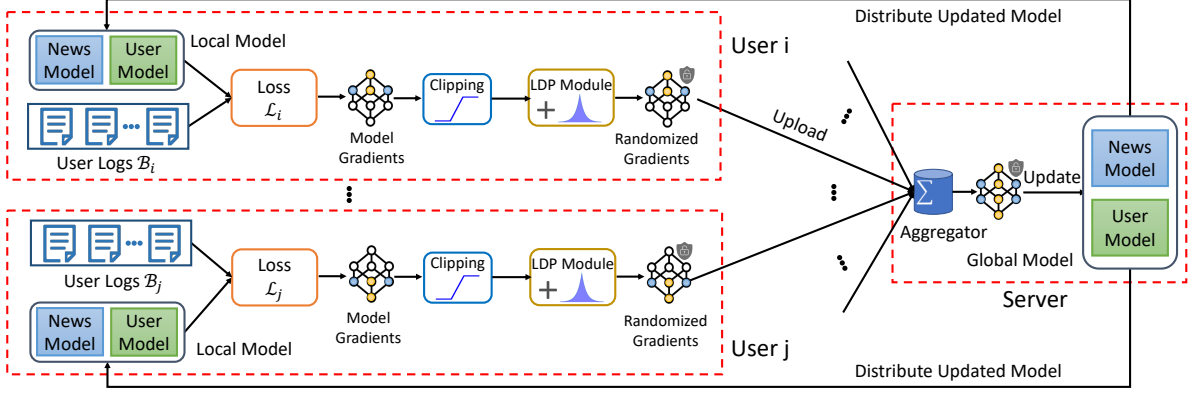 Distribute Updated Model
User i
Local Model
News
Model
User
Model
User Logs ℬᵢ
Loss
ℒᵢ
Model
Gradients
Clipping
LDP Module
+
Randomized
Gradients
Upload
Σ
Aggregator
Update
Global Model
News
Model
User
Model
Server
User Logs ℬⱼ
News
Model
User
Model
Local Model
Loss
ℒⱼ
Model
Gradients
Clipping
LDP Module
+
Randomized
Gradients
User j
Distribute Updated Model